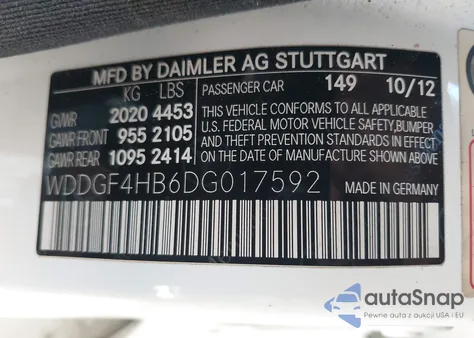 MFD BY DAIMLER AG STUTTGART
KG LBS
GVWR 2020 4453
GAWR FRONT 955 2105
GAWR REAR 1095 2414
PASSENGER CAR 149 10/12
THIS VEHICLE CONFORMS TO ALL APPLICABLE
U.S. FEDERAL MOTOR VEHICLE SAFETY,BUMPER
AND THEFT PREVENTION STANDARDS IN EFFECT
ON THE DATE OF MANUFACTURE SHOWN ABOVE
WDDGF4HB6DG017592
MADE IN GERMANY
autoSnap
Pewne auta z aukcji USA i EU